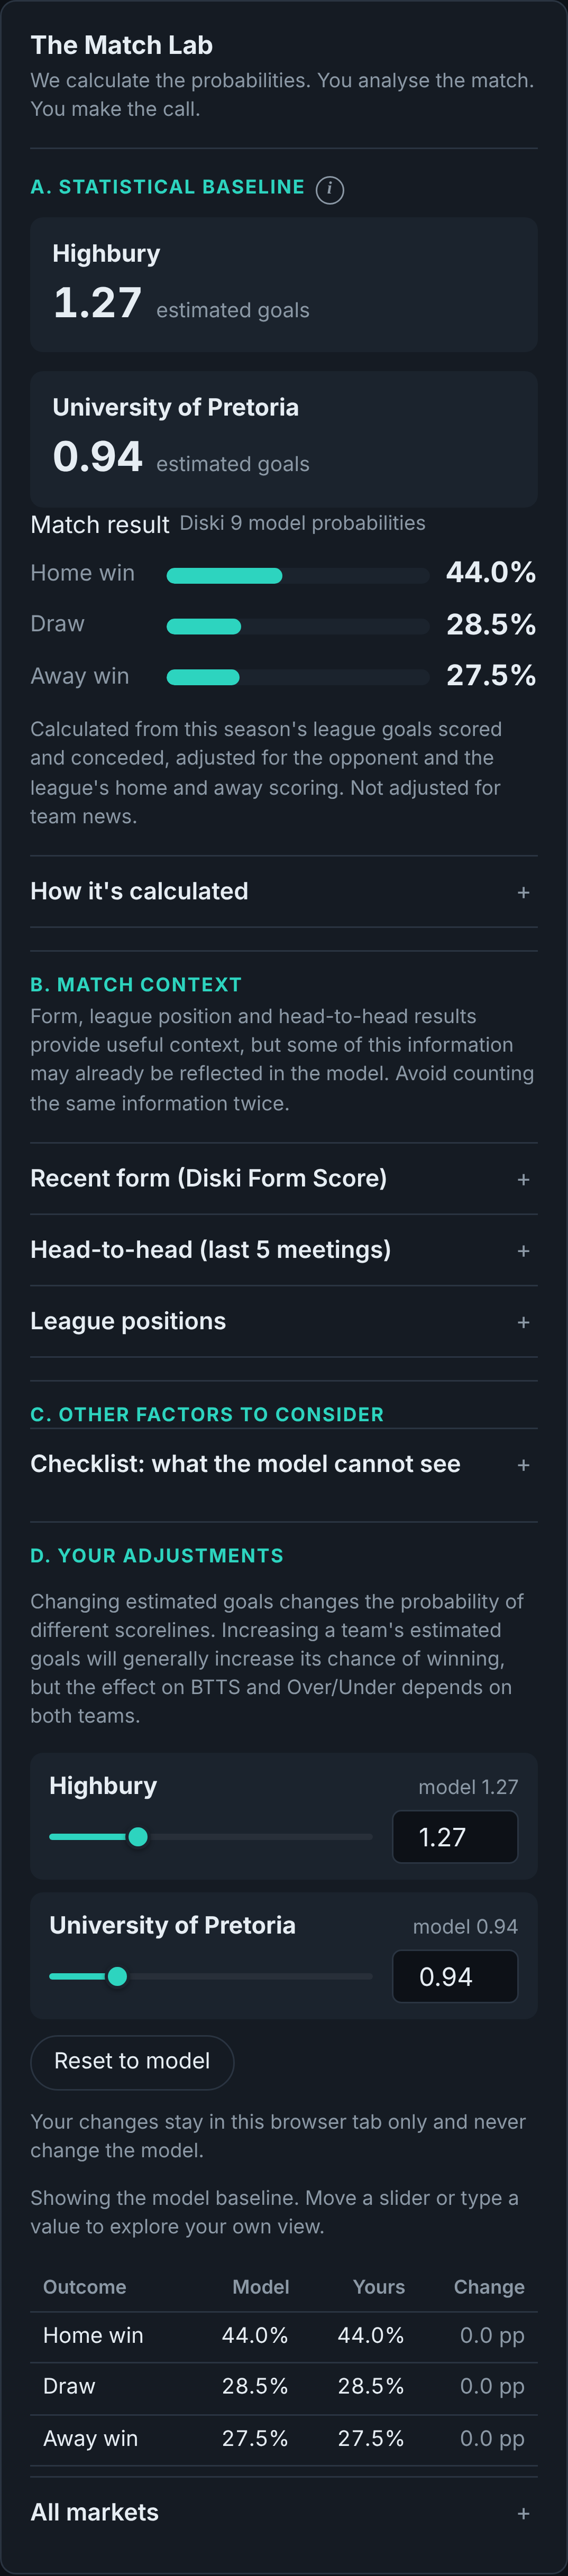 The Match Lab
We calculate the probabilities. You analyse the match.
You make the call.
A. STATISTICAL BASELINE i
Highbury
1.27 estimated goals
University of Pretoria
0.94 estimated goals
Match result Diski 9 model probabilities
Home win 44.0%
Draw 28.5%
Away win 27.5%
Calculated from this season's league goals scored
and conceded, adjusted for the opponent and the
league's home and away scoring. Not adjusted for
team news.
How it's calculated +
B. MATCH CONTEXT
Form, league position and head-to-head results
provide useful context, but some of this information
may already be reflected in the model. Avoid counting
the same information twice.
Recent form (Diski Form Score) +
Head-to-head (last 5 meetings) +
League positions +
C. OTHER FACTORS TO CONSIDER
Checklist: what the model cannot see +
D. YOUR ADJUSTMENTS
Changing estimated goals changes the probability of
different scorelines. Increasing a team's estimated
goals will generally increase its chance of winning,
but the effect on BTTS and Over/Under depends on
both teams.
Highbury model 1.27
1.27
University of Pretoria model 0.94
0.94
Reset to model
Your changes stay in this browser tab only and never
change the model.
Showing the model baseline. Move a slider or type a
value to explore your own view.
Outcome Model Yours Change
Home win 44.0% 44.0% 0.0 pp
Draw 28.5% 28.5% 0.0 pp
Away win 27.5% 27.5% 0.0 pp
All markets +